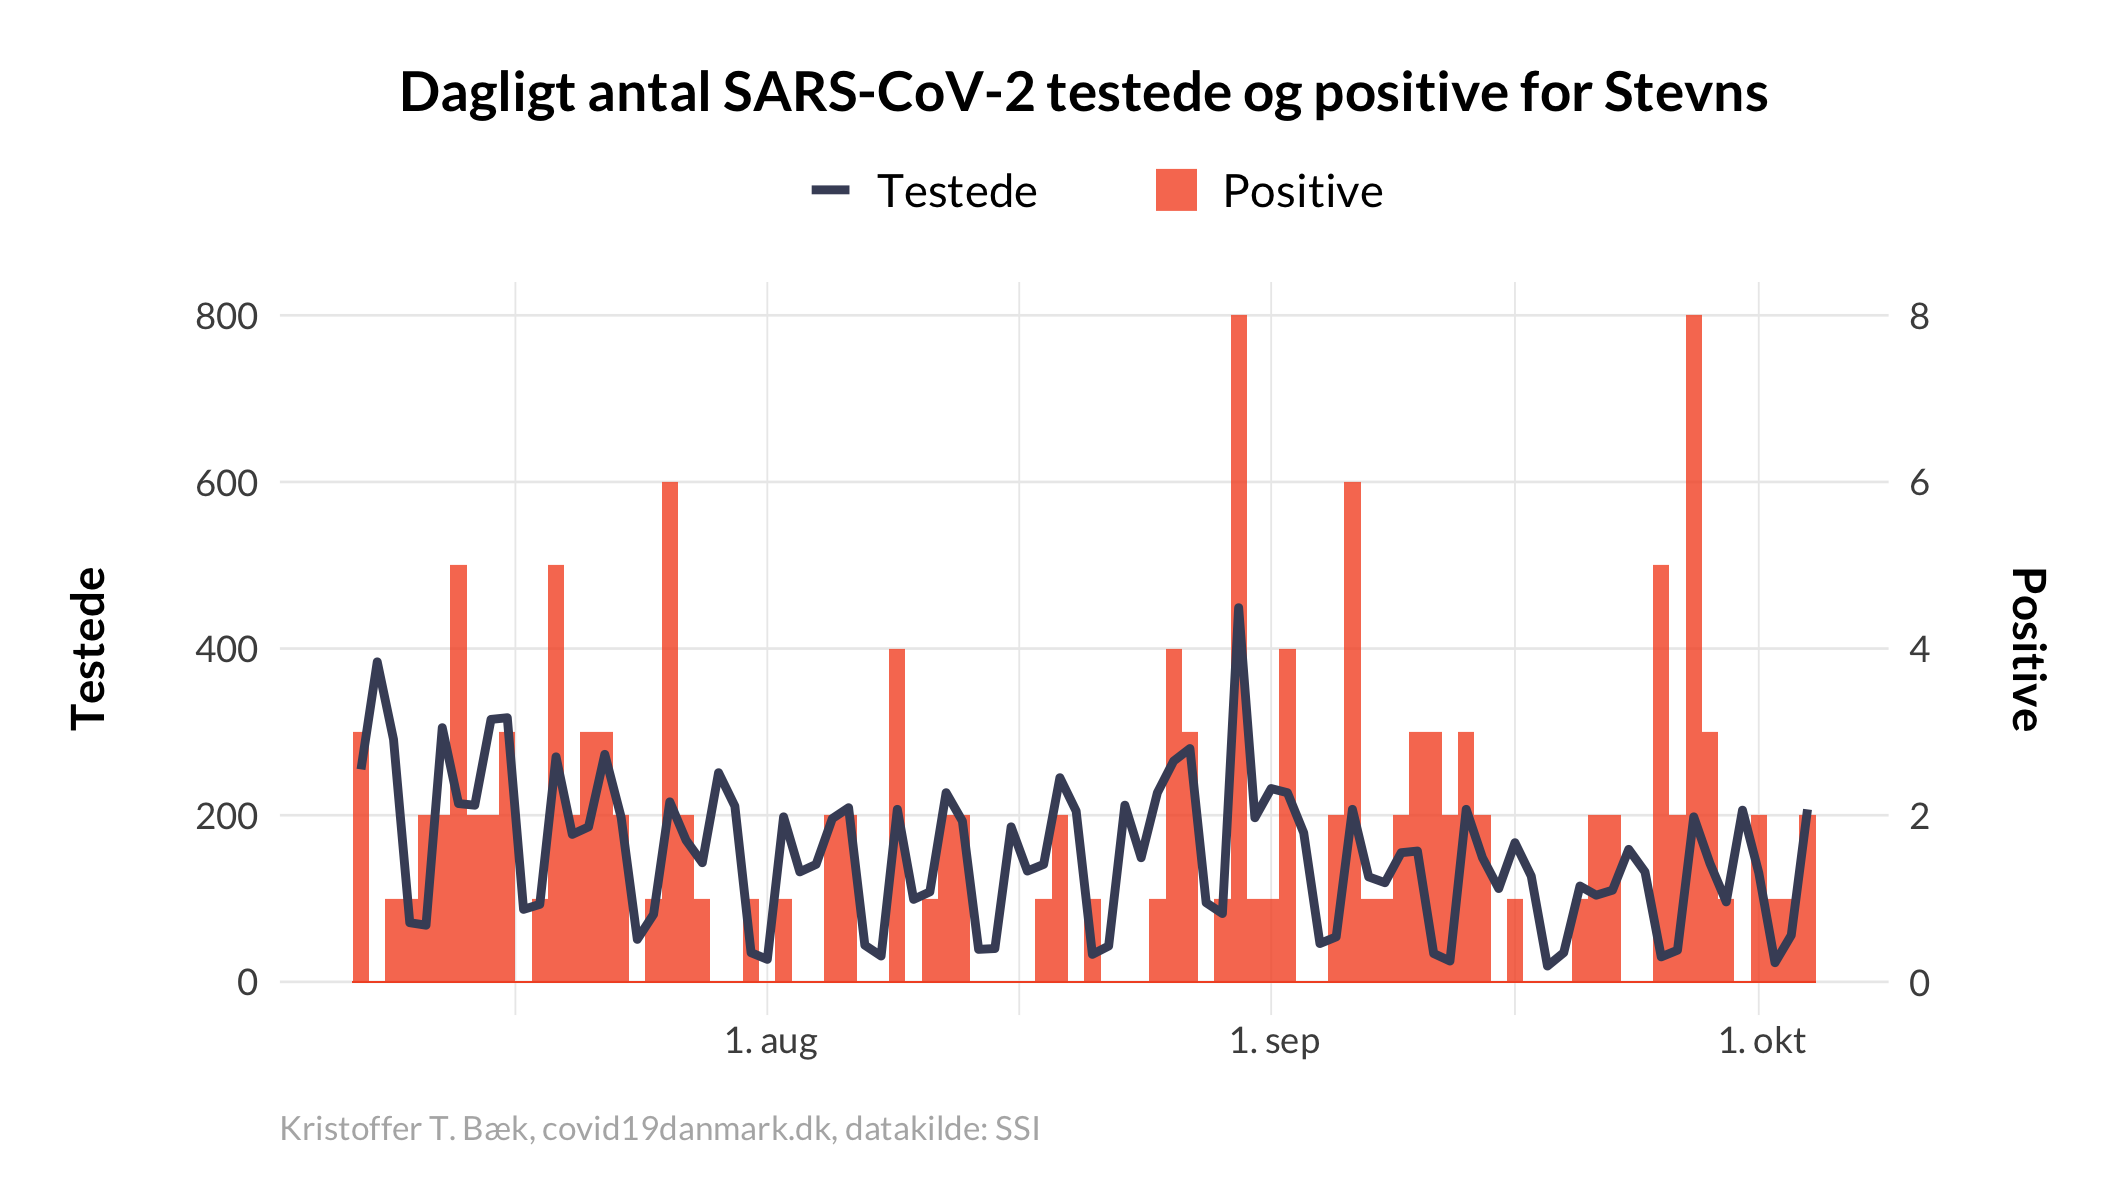 Dagligt antal SARS-CoV-2 testede og positive for Stevns
Testede
Positive
800
600
400
200
0
8
6
4
2
0
Testede
Positive
1. aug
1. sep
1. okt
Kristoffer T. Bæk, covid19danmark.dk, datakilde: SSI